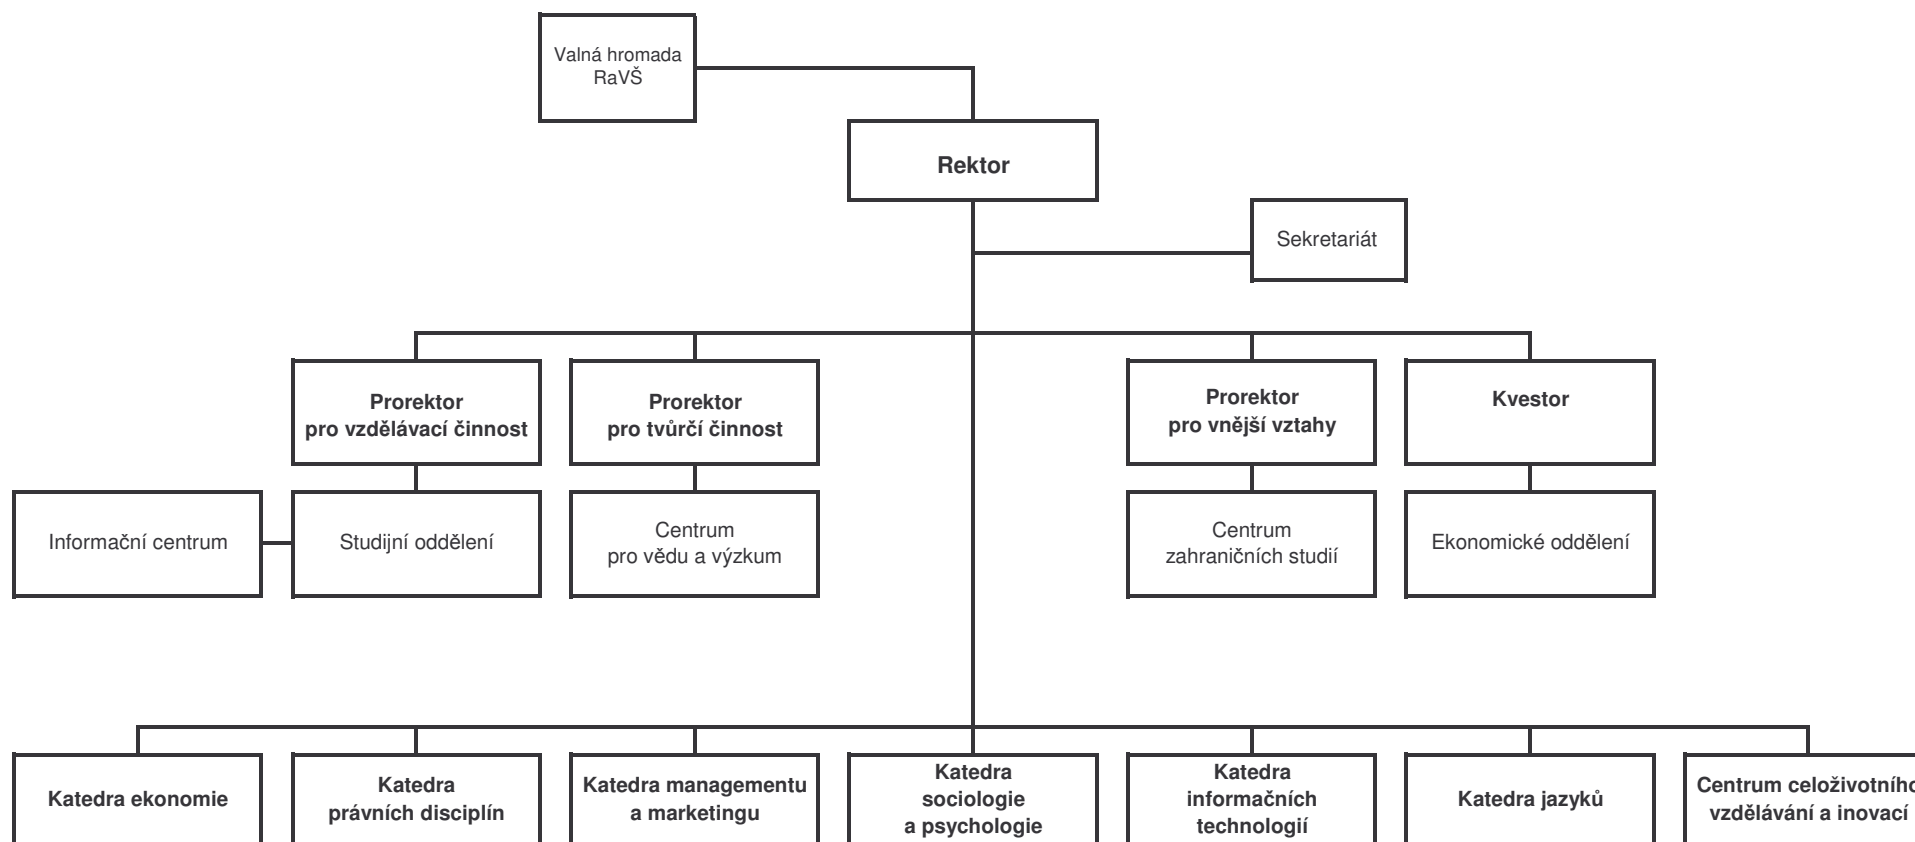 Valná hromada
RaVŠ
Rektor
Sekretariát
Prorektor
pro vzdělávací činnost
Prorektor
pro tvůrčí činnost
Prorektor
pro vnější vztahy
Kvestor
Informační centrum
Studijní oddělení
Centrum
pro vědu a výzkum
Centrum
zahraničních studií
Ekonomické oddělení
Katedra ekonomie
Katedra
právních disciplín
Katedra managementu
a marketingu
Katedra
sociologie
a psychologie
Katedra
informačních
technologií
Katedra jazyků
Centrum celoživotního
vzdělávání a inovací